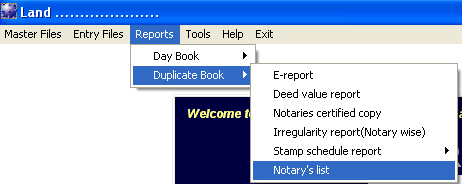 Land . . . . . . . . . . . . . . . . . . . .
Master Files Entry Files Reports Tools Help Exit
Day Book
Duplicate Book
E-report
Deed value report
Notaries certified copy
Irregularity report(Notary wise)
Stamp schedule report
Notary's list
Welcome